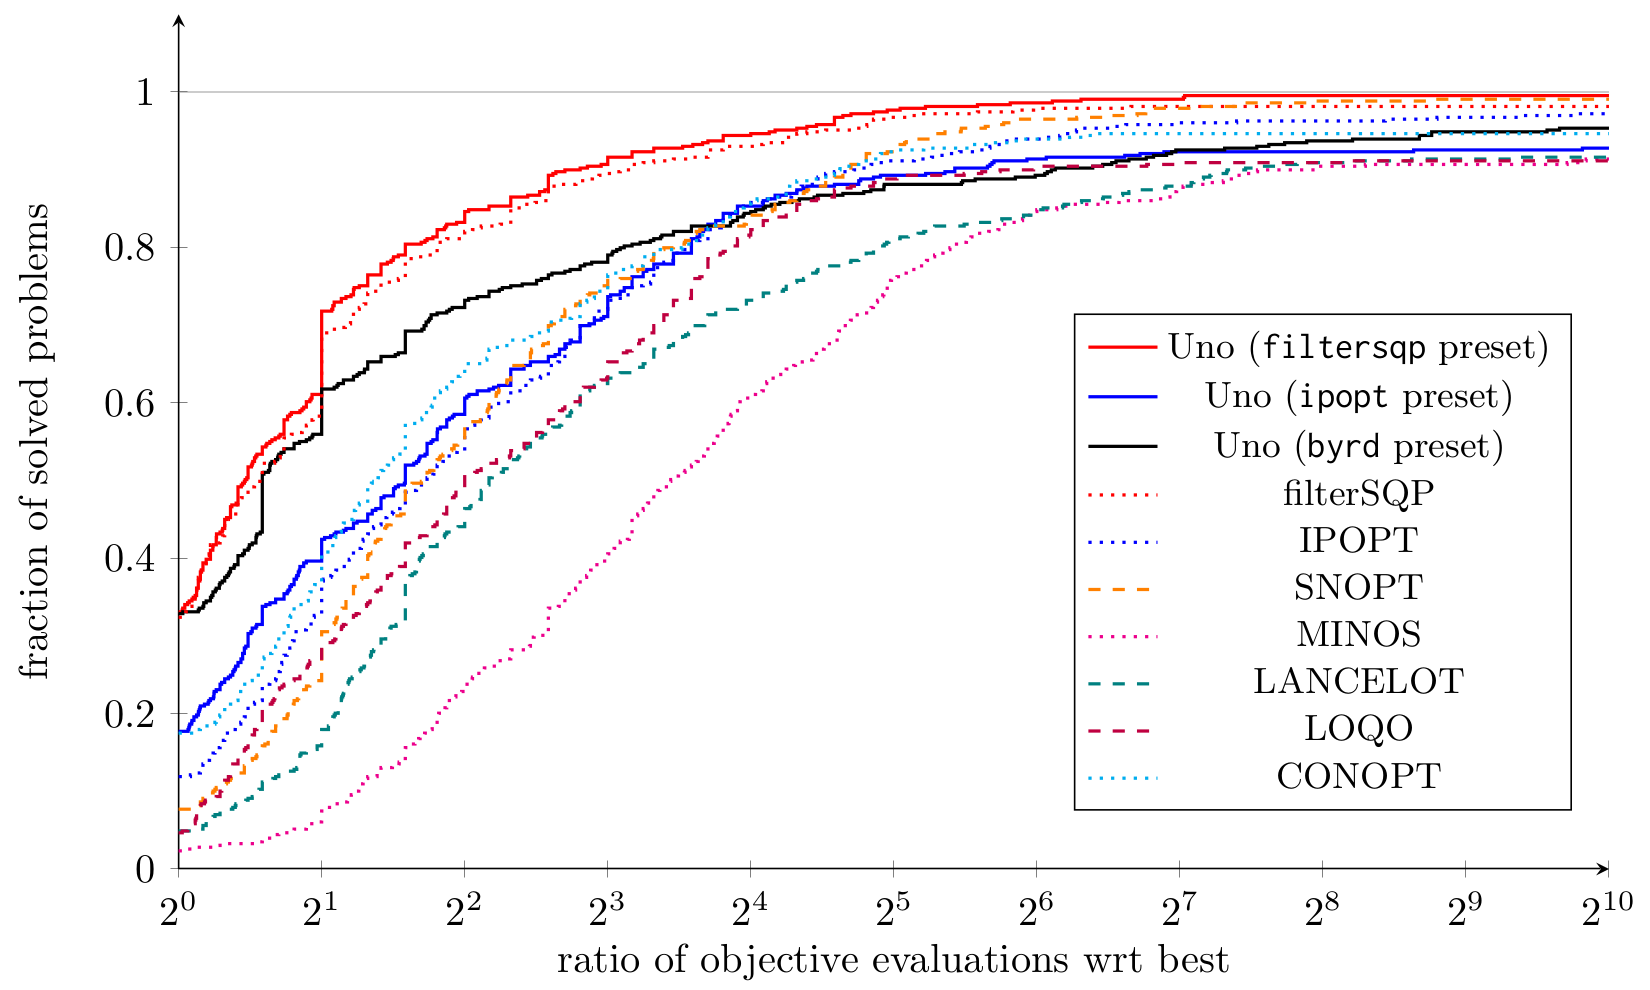 fraction of solved problems
1
0.8
0.6
0.4
0.2
0
2^0 2^1 2^2 2^3 2^4 2^5 2^6 2^7 2^8 2^9 2^10
ratio of objective evaluations wrt best
Uno (filtersqp preset)
Uno (ipopt preset)
Uno (byrd preset)
filterSQP
IPOPT
SNOPT
MINOS
LANCELOT
LOQO
CONOPT